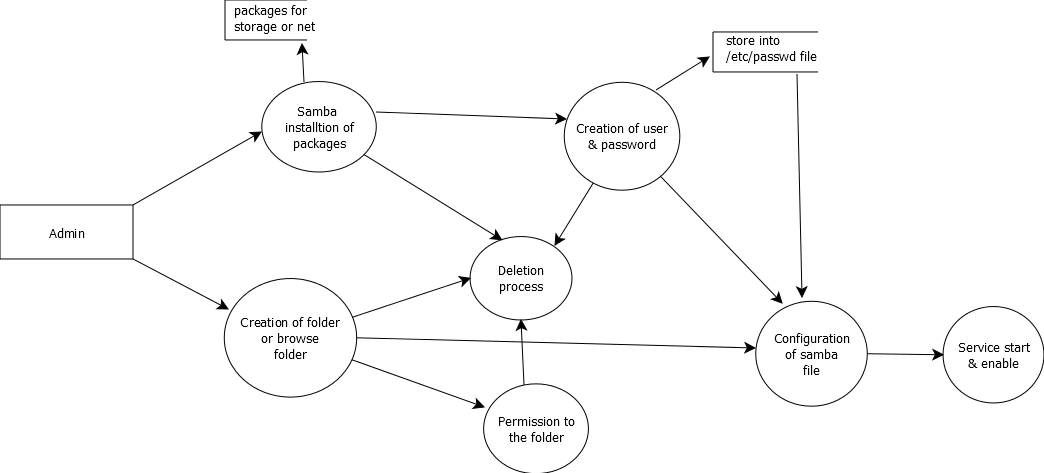 packages for
storage or net
store into
/etc/passwd file
Samba
installtion of
packages
Creation of user
& password
Admin
Deletion
process
Creation of folder
or browse
folder
Configuration
of samba
file
Service start
& enable
Permission to
the folder